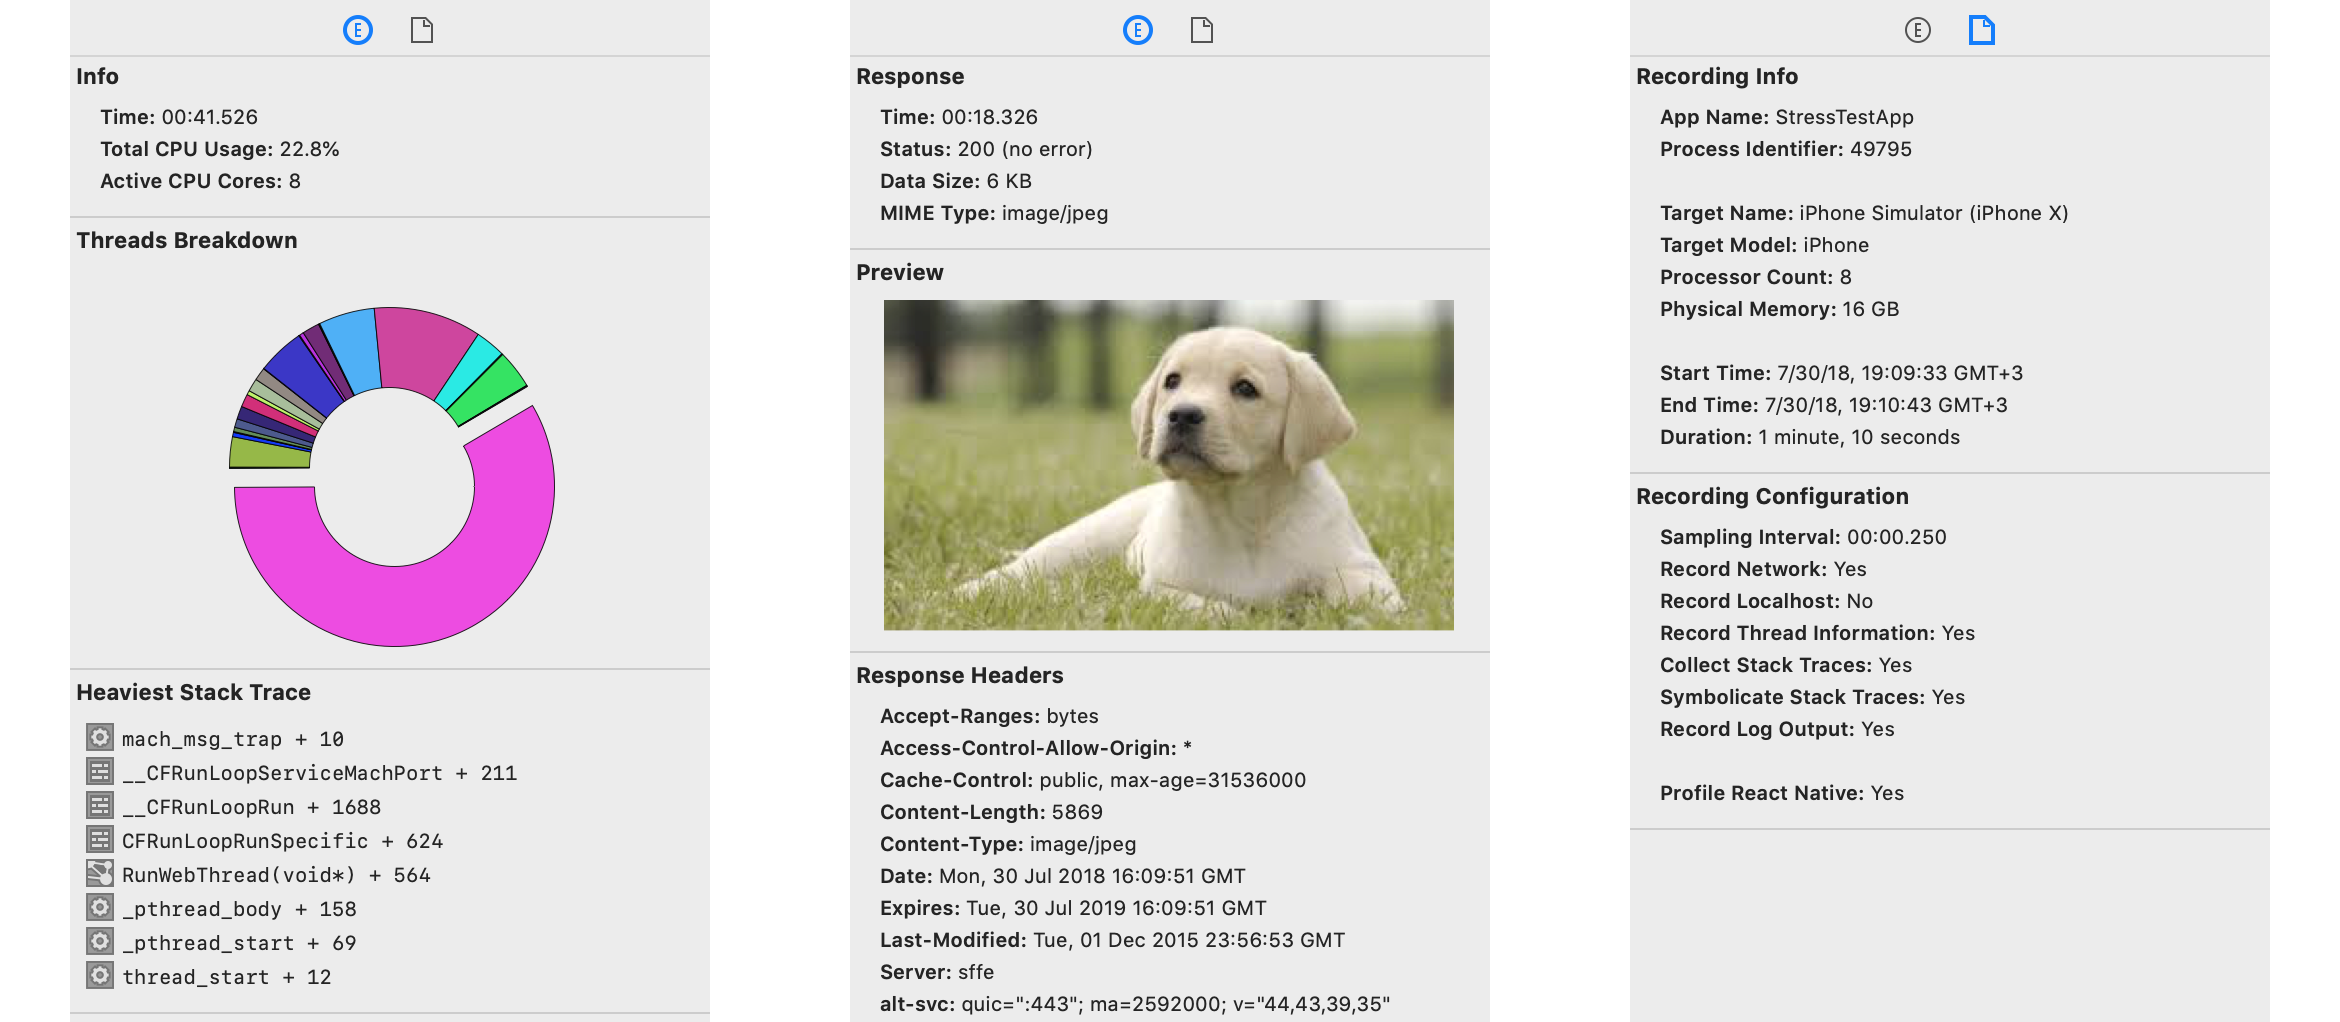 E
Info
Time: 00:41.526
Total CPU Usage: 22.8%
Active CPU Cores: 8
Threads Breakdown
Heaviest Stack Trace
mach_msg_trap + 10
__CFRunLoopServiceMachPort + 211
__CFRunLoopRun + 1688
CFRunLoopRunSpecific + 624
RunWebThread(void*) + 564
_pthread_body + 158
_pthread_start + 69
thread_start + 12
E
Response
Time: 00:18.326
Status: 200 (no error)
Data Size: 6 KB
MIME Type: image/jpeg
Preview
Response Headers
Accept-Ranges: bytes
Access-Control-Allow-Origin: *
Cache-Control: public, max-age=31536000
Content-Length: 5869
Content-Type: image/jpeg
Date: Mon, 30 Jul 2018 16:09:51 GMT
Expires: Tue, 30 Jul 2019 16:09:51 GMT
Last-Modified: Tue, 01 Dec 2015 23:56:53 GMT
Server: sffe
alt-svc: quic=":443"; ma=2592000; v="44,43,39,35"
E
Recording Info
App Name: StressTestApp
Process Identifier: 49795
Target Name: iPhone Simulator (iPhone X)
Target Model: iPhone
Processor Count: 8
Physical Memory: 16 GB
Start Time: 7/30/18, 19:09:33 GMT+3
End Time: 7/30/18, 19:10:43 GMT+3
Duration: 1 minute, 10 seconds
Recording Configuration
Sampling Interval: 00:00.250
Record Network: Yes
Record Localhost: No
Record Thread Information: Yes
Collect Stack Traces: Yes
Symbolicate Stack Traces: Yes
Record Log Output: Yes
Profile React Native: Yes